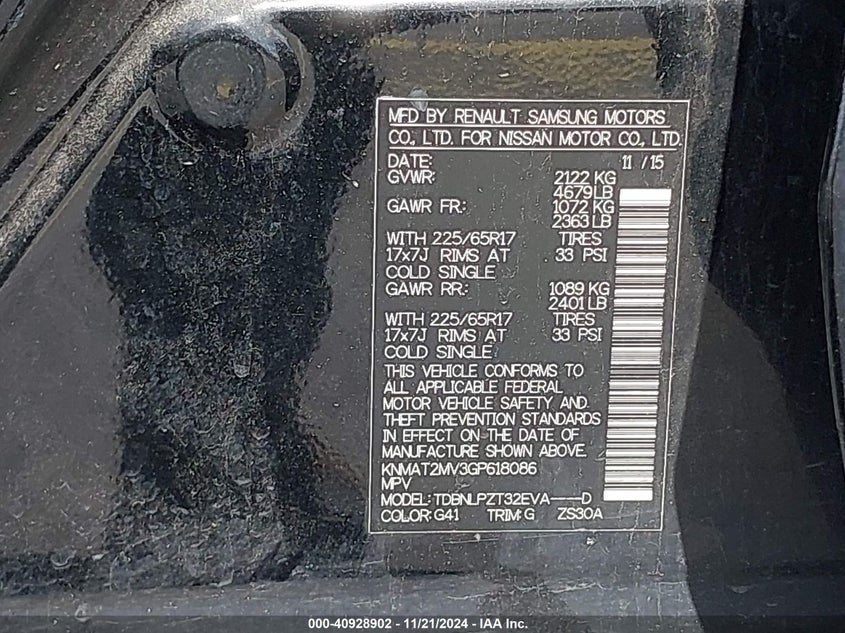 MFD BY RENAULT SAMSUNG MOTORS
CO., LTD. FOR NISSAN MOTOR CO., LTD.
DATE: 11 / 15
GVWR: 2122 KG
4679 LB
GAWR FR: 1072 KG
2363 LB
WITH 225/65R17 TIRES
17x7J RIMS AT 33 PSI
COLD SINGLE
GAWR RR: 1089 KG
2401 LB
WITH 225/65R17 TIRES
17x7J RIMS AT 33 PSI
COLD SINGLE
THIS VEHICLE CONFORMS TO
ALL APPLICABLE FEDERAL
MOTOR VEHICLE SAFETY AND
THEFT PREVENTION STANDARDS
IN EFFECT ON THE DATE OF
MANUFACTURE SHOWN ABOVE.
KNMAT2MV3GP618086
MPV
MODEL: TDBNLPZT32EVA----D
COLOR: G41 TRIM: G ZS30A
000-40928902 - 11/21/2024 - IAA Inc.